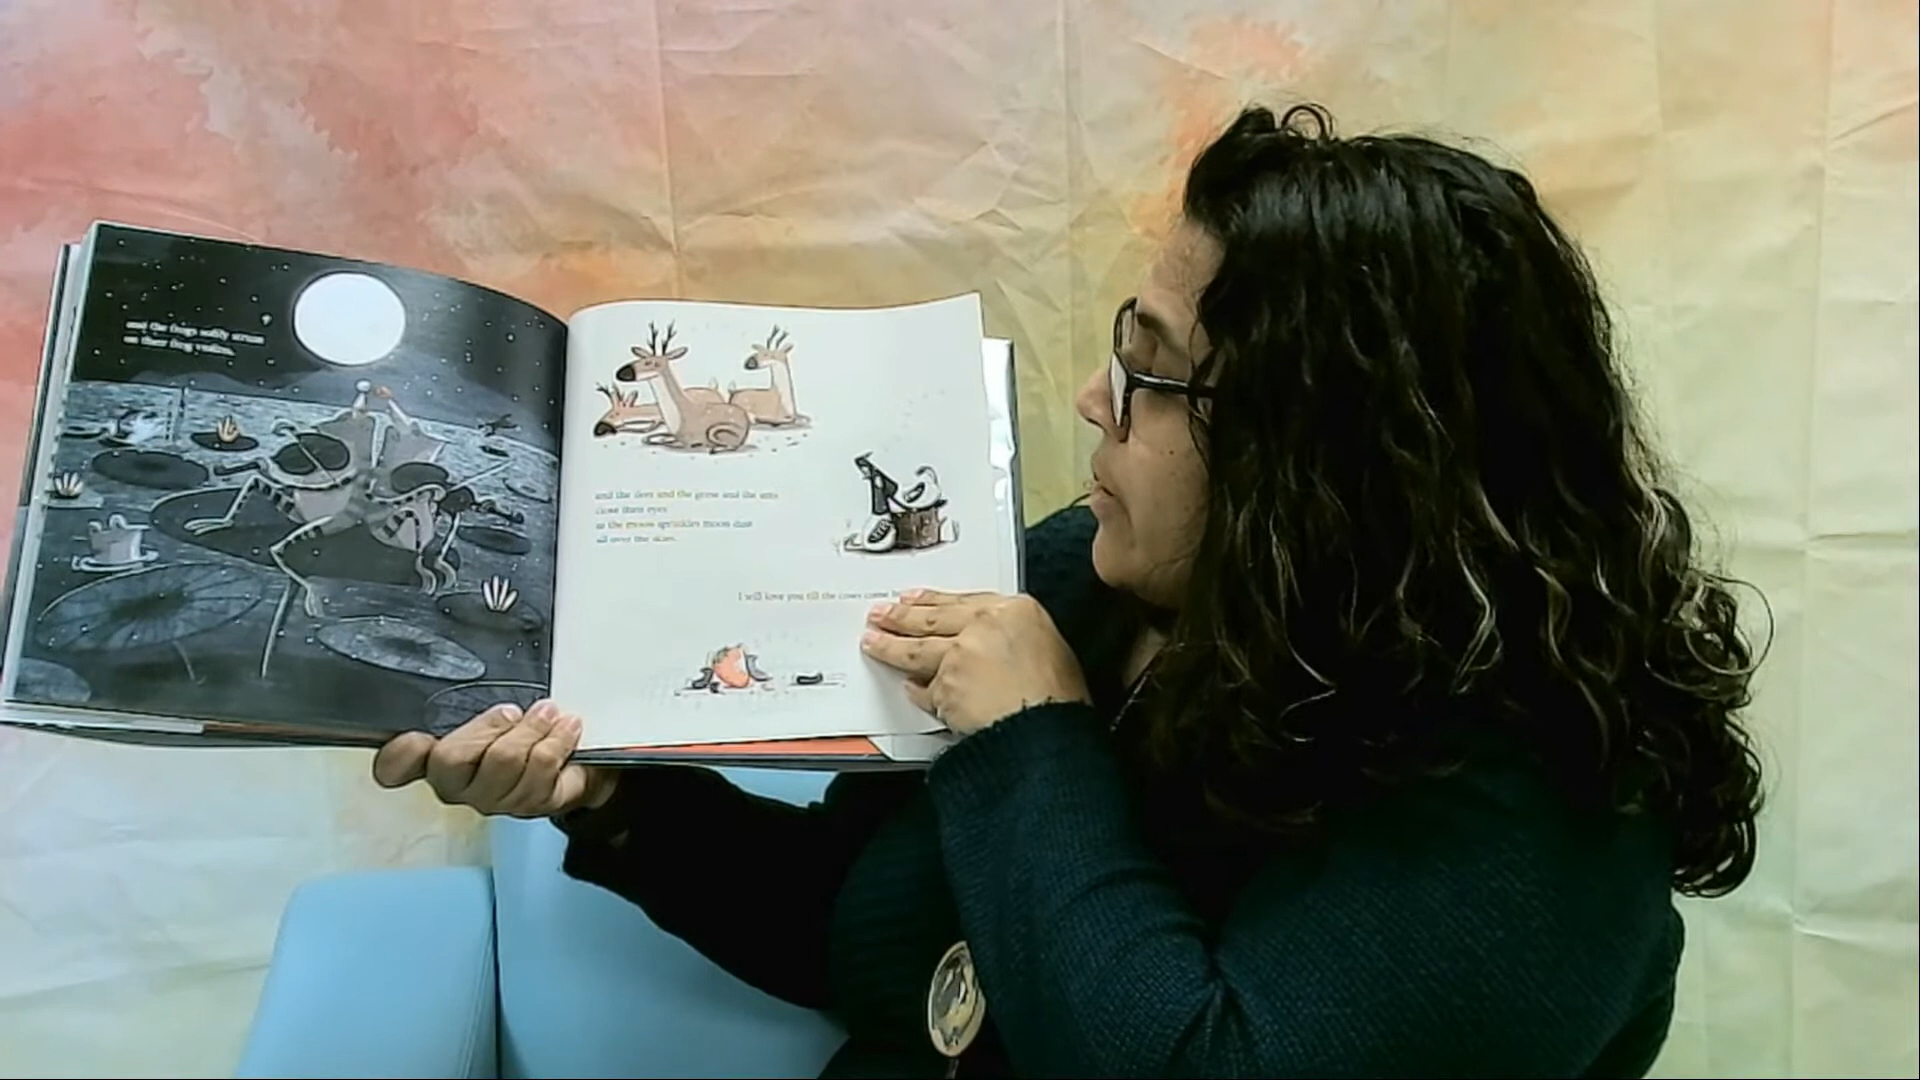 and the frogs softly strum
on their frog violins,
and the deer and the geese and the ants
close their eyes
as the moon sprinkles moon dust
all over the skies.
I will love you till the cows come